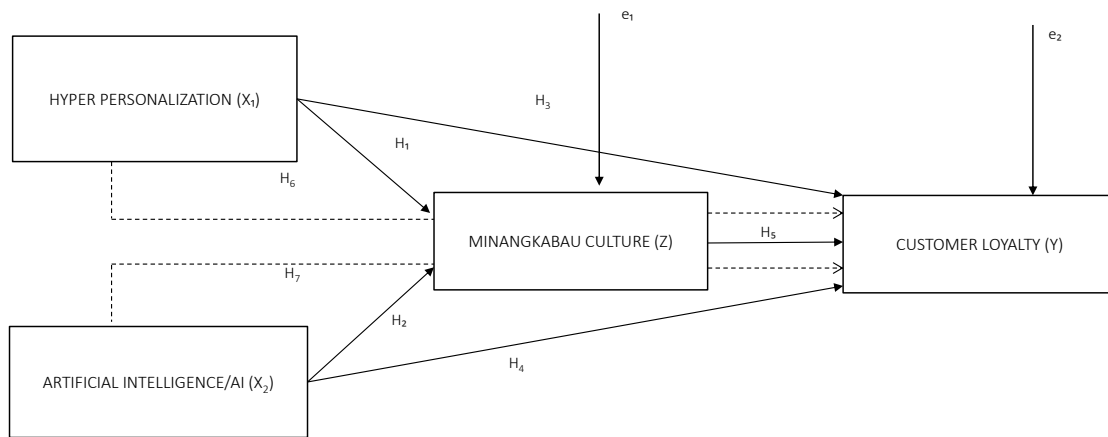 e₁
e₂
HYPER PERSONALIZATION (X₁)
H₃
H₁
H₆
MINANGKABAU CULTURE (Z)
H₅
CUSTOMER LOYALTY (Y)
H₇
H₂
H₄
ARTIFICIAL INTELLIGENCE/AI (X₂)